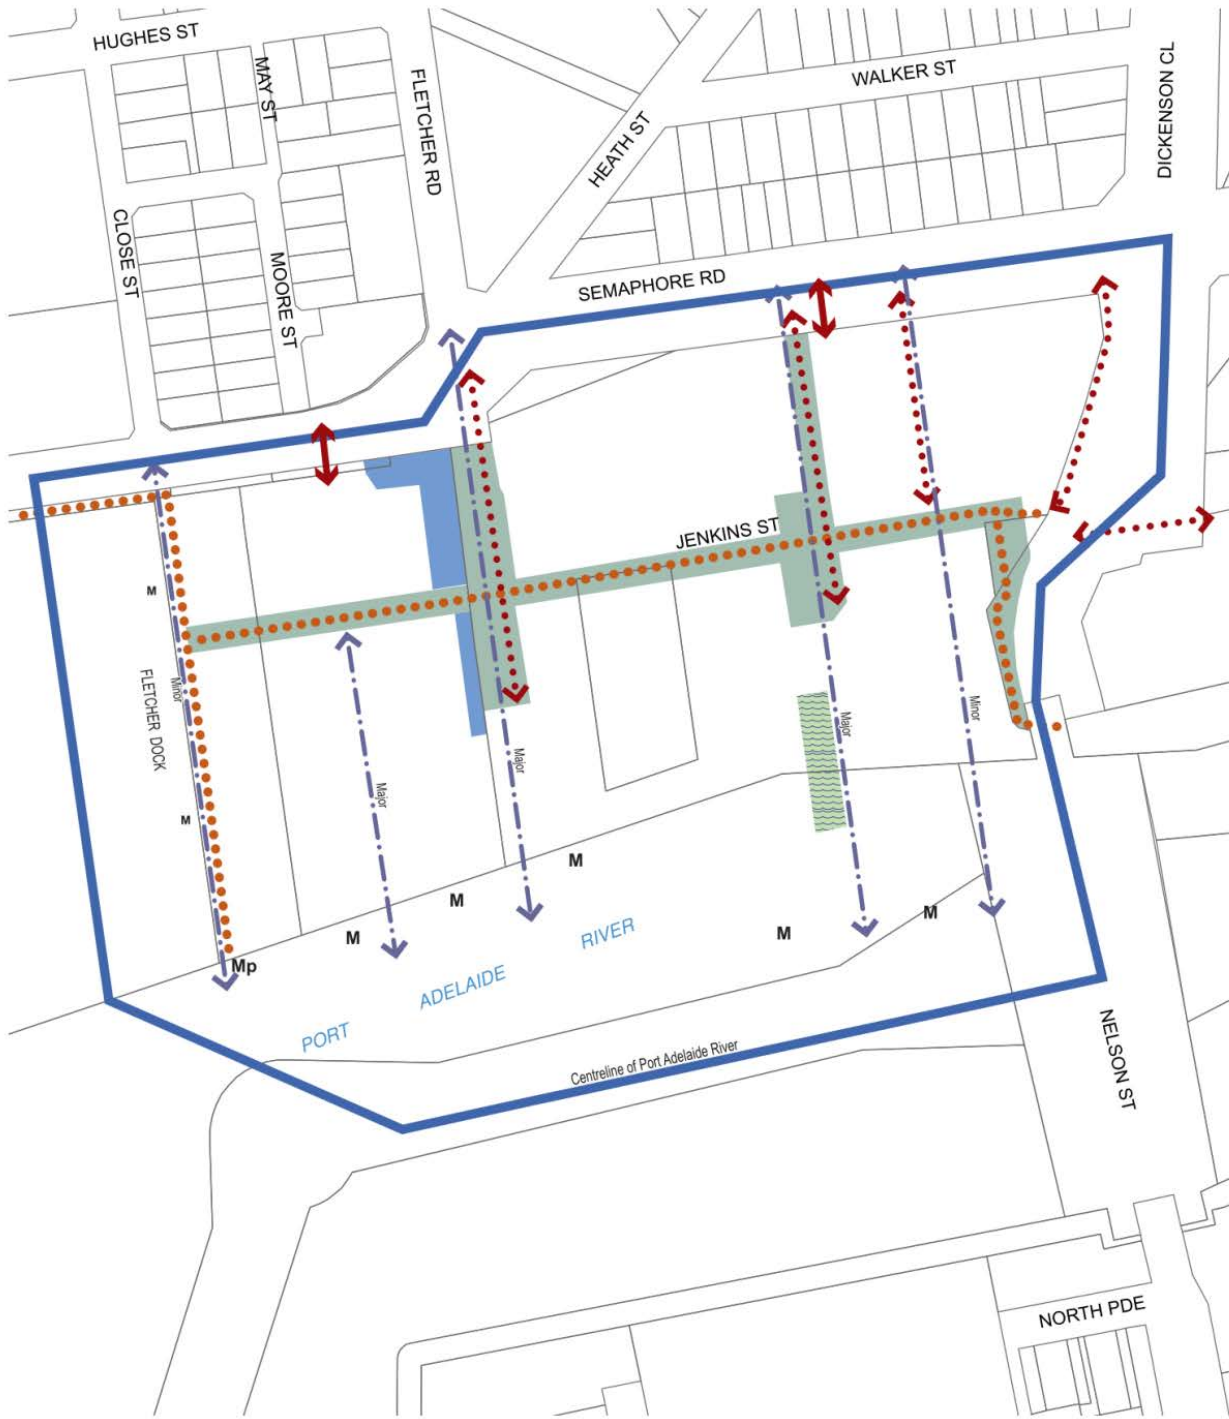 HUGHES ST
MAY ST
FLETCHER RD
HEATH ST
WALKER ST
DICKENSON CL
CLOSE ST
MOORE ST
SEMAPHORE RD
JENKINS ST
M
FLETCHER DOCK
Minor
M
Major
Major
Major
Minor
M
M
M
M
M
Mp
PORT ADELAIDE RIVER
Centreline of Port Adelaide River
NELSON ST
NORTH PDE